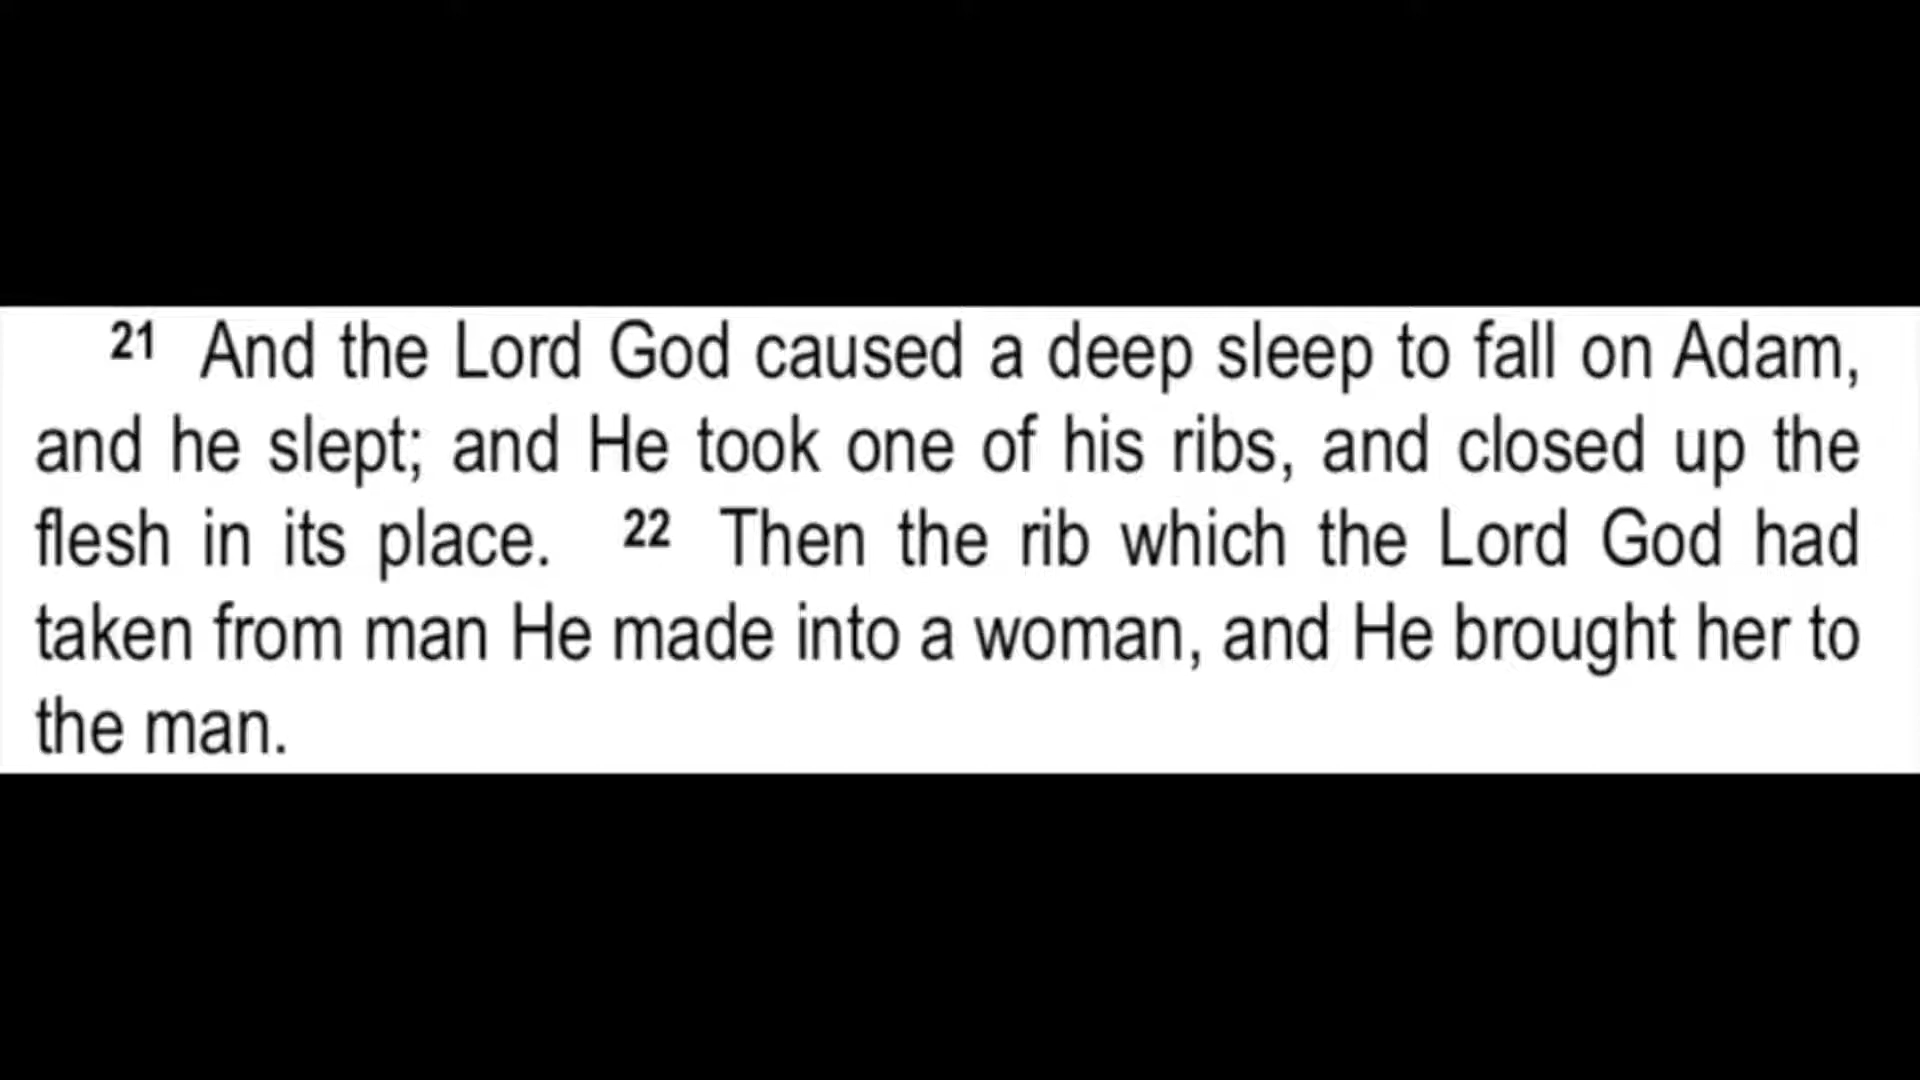 21 And the Lord God caused a deep sleep to fall on Adam,
and he slept; and He took one of his ribs, and closed up the
flesh in its place. 22 Then the rib which the Lord God had
taken from man He made into a woman, and He brought her to
the man.